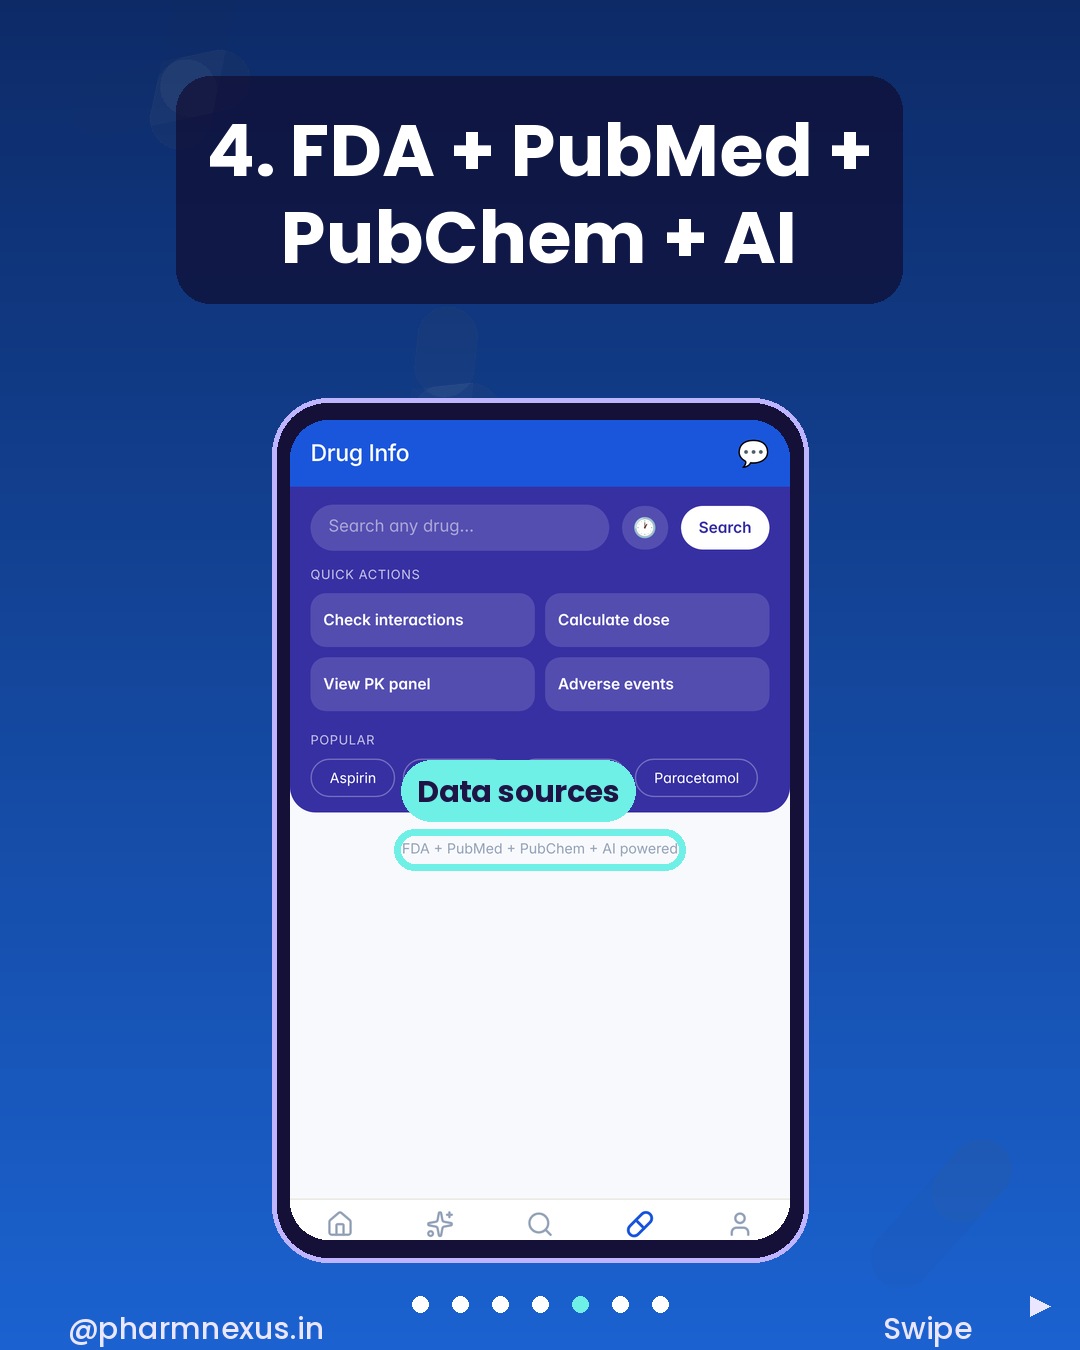 4. FDA + PubMed +
PubChem + AI
Drug Info
Search any drug...
Search
QUICK ACTIONS
Check interactions
Calculate dose
View PK panel
Adverse events
POPULAR
Aspirin
Paracetamol
Data sources
FDA + PubMed + PubChem + AI powered
@pharmnexus.in
Swipe